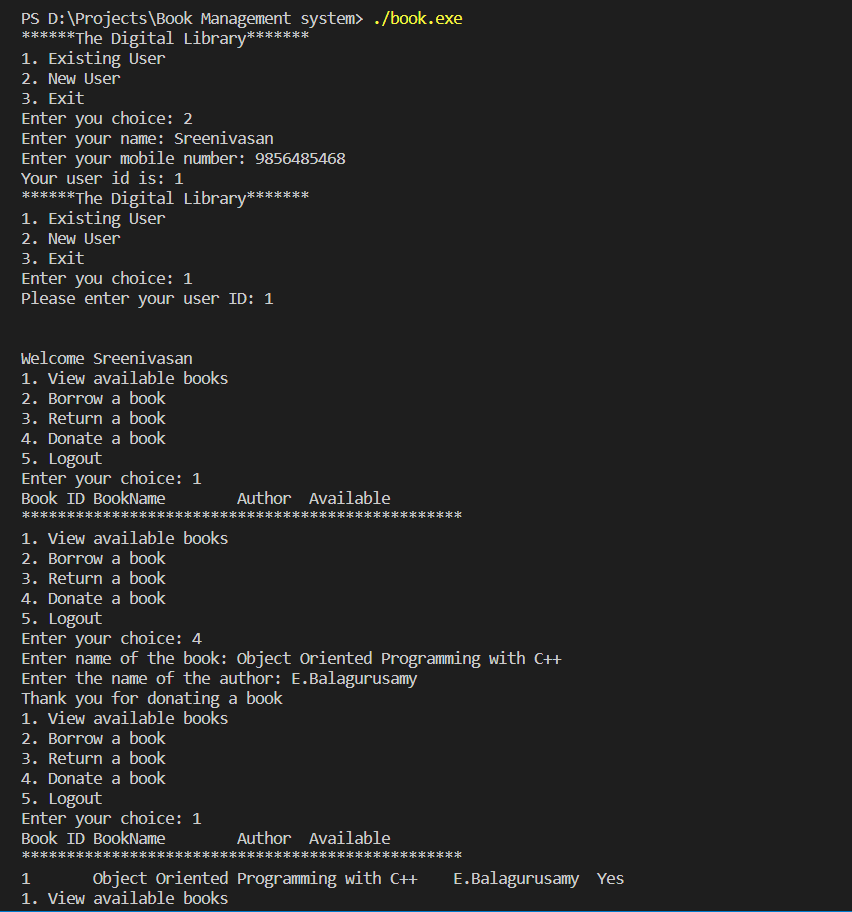 PS D:\Projects\Book Management system> ./book.exe
******The Digital Library*******
1. Existing User
2. New User
3. Exit
Enter you choice: 2
Enter your name: Sreenivasan
Enter your mobile number: 9856485468
Your user id is: 1
******The Digital Library*******
1. Existing User
2. New User
3. Exit
Enter you choice: 1
Please enter your user ID: 1
Welcome Sreenivasan
1. View available books
2. Borrow a book
3. Return a book
4. Donate a book
5. Logout
Enter your choice: 1
Book ID BookName        Author  Available
*************************************************
1. View available books
2. Borrow a book
3. Return a book
4. Donate a book
5. Logout
Enter your choice: 4
Enter name of the book: Object Oriented Programming with C++
Enter the name of the author: E.Balagurusamy
Thank you for donating a book
1. View available books
2. Borrow a book
3. Return a book
4. Donate a book
5. Logout
Enter your choice: 1
Book ID BookName        Author  Available
*************************************************
1       Object Oriented Programming with C++    E.Balagurusamy  Yes
1. View available books